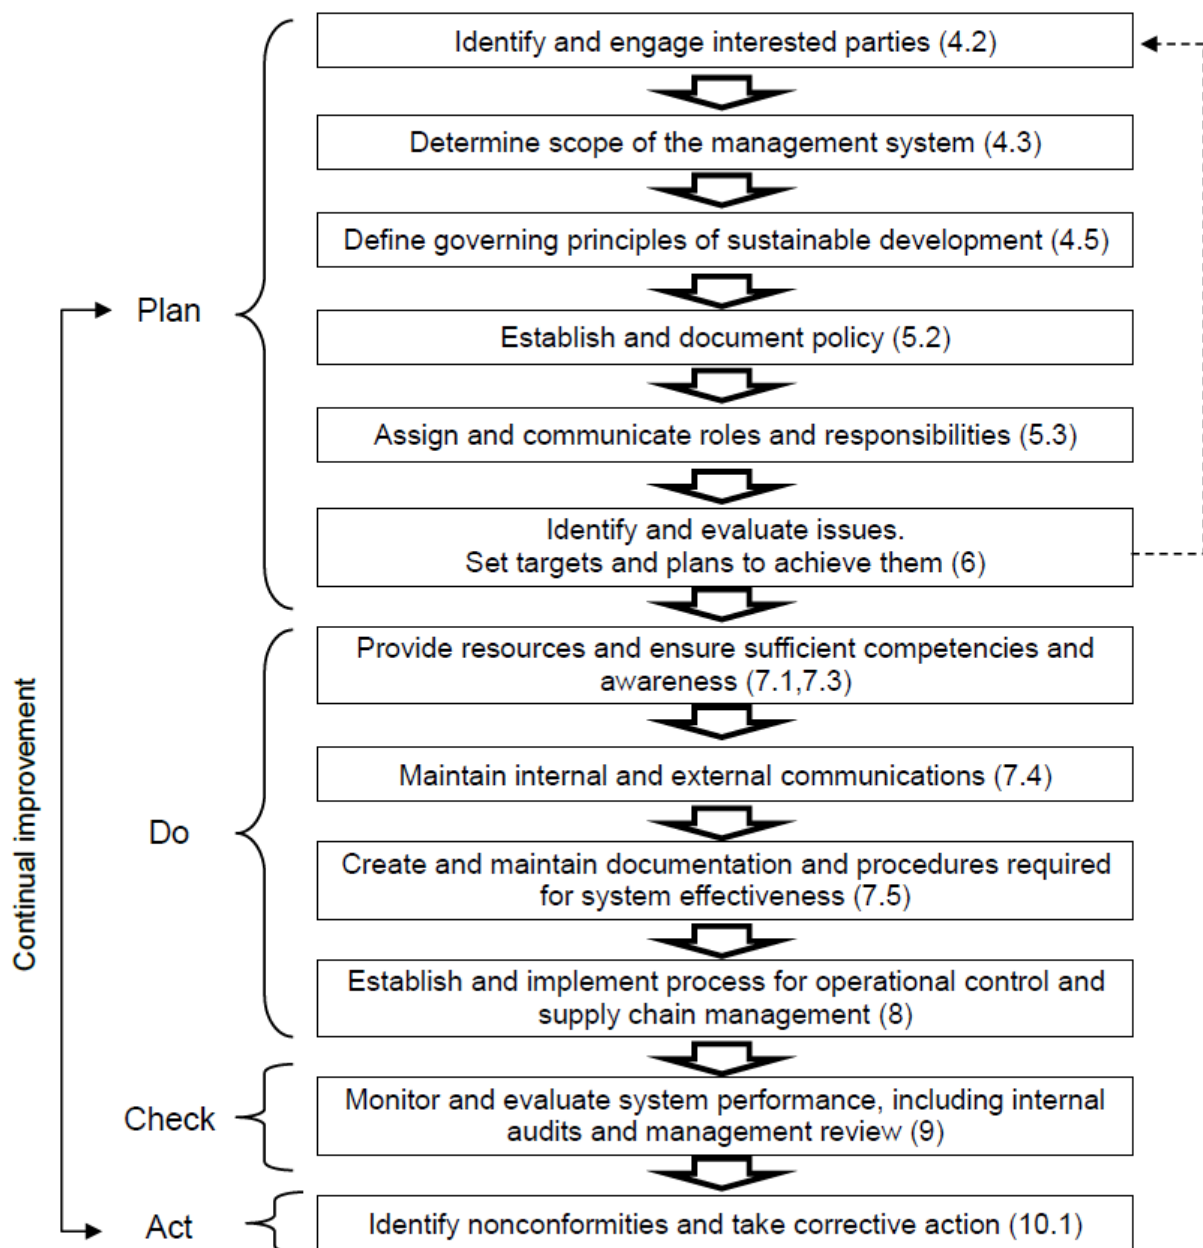 Identify and engage interested parties (4.2)
Determine scope of the management system (4.3)
Define governing principles of sustainable development (4.5)
Plan
Establish and document policy (5.2)
Assign and communicate roles and responsibilities (5.3)
Identify and evaluate issues.
Set targets and plans to achieve them (6)
Provide resources and ensure sufficient competencies and
awareness (7.1,7.3)
Continual improvement
Maintain internal and external communications (7.4)
Do
Create and maintain documentation and procedures required
for system effectiveness (7.5)
Establish and implement process for operational control and
supply chain management (8)
Check
Monitor and evaluate system performance, including internal
audits and management review (9)
Act
Identify nonconformities and take corrective action (10.1)